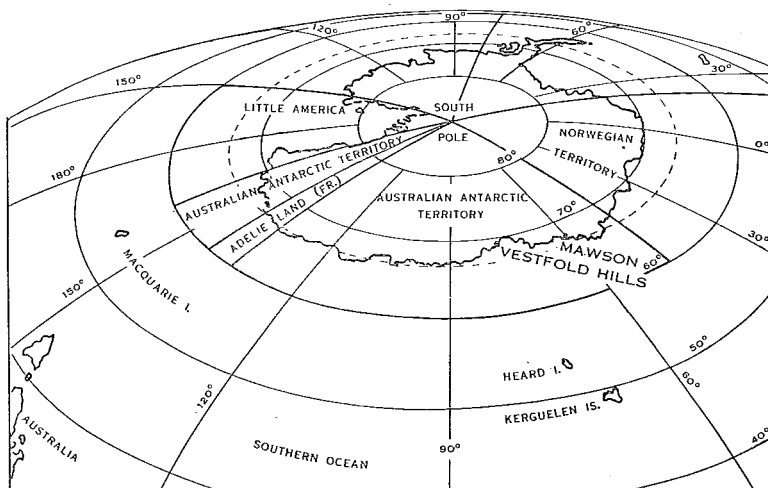 90°
120°
60°
150°
30°
LITTLE AMERICA
SOUTH
POLE
NORWEGIAN
TERRITORY
0°
180°
80°
AUSTRALIAN ANTARCTIC TERRITORY
ADELIE LAND (FR.)
AUSTRALIAN ANTARCTIC
TERRITORY
70°
30°
MAWSON
VESTFOLD HILLS
60°
MACQUARIE I.
150°
50°
HEARD I.
60°
120°
KERGUELEN IS.
AUSTRALIA
SOUTHERN OCEAN
90°
40°